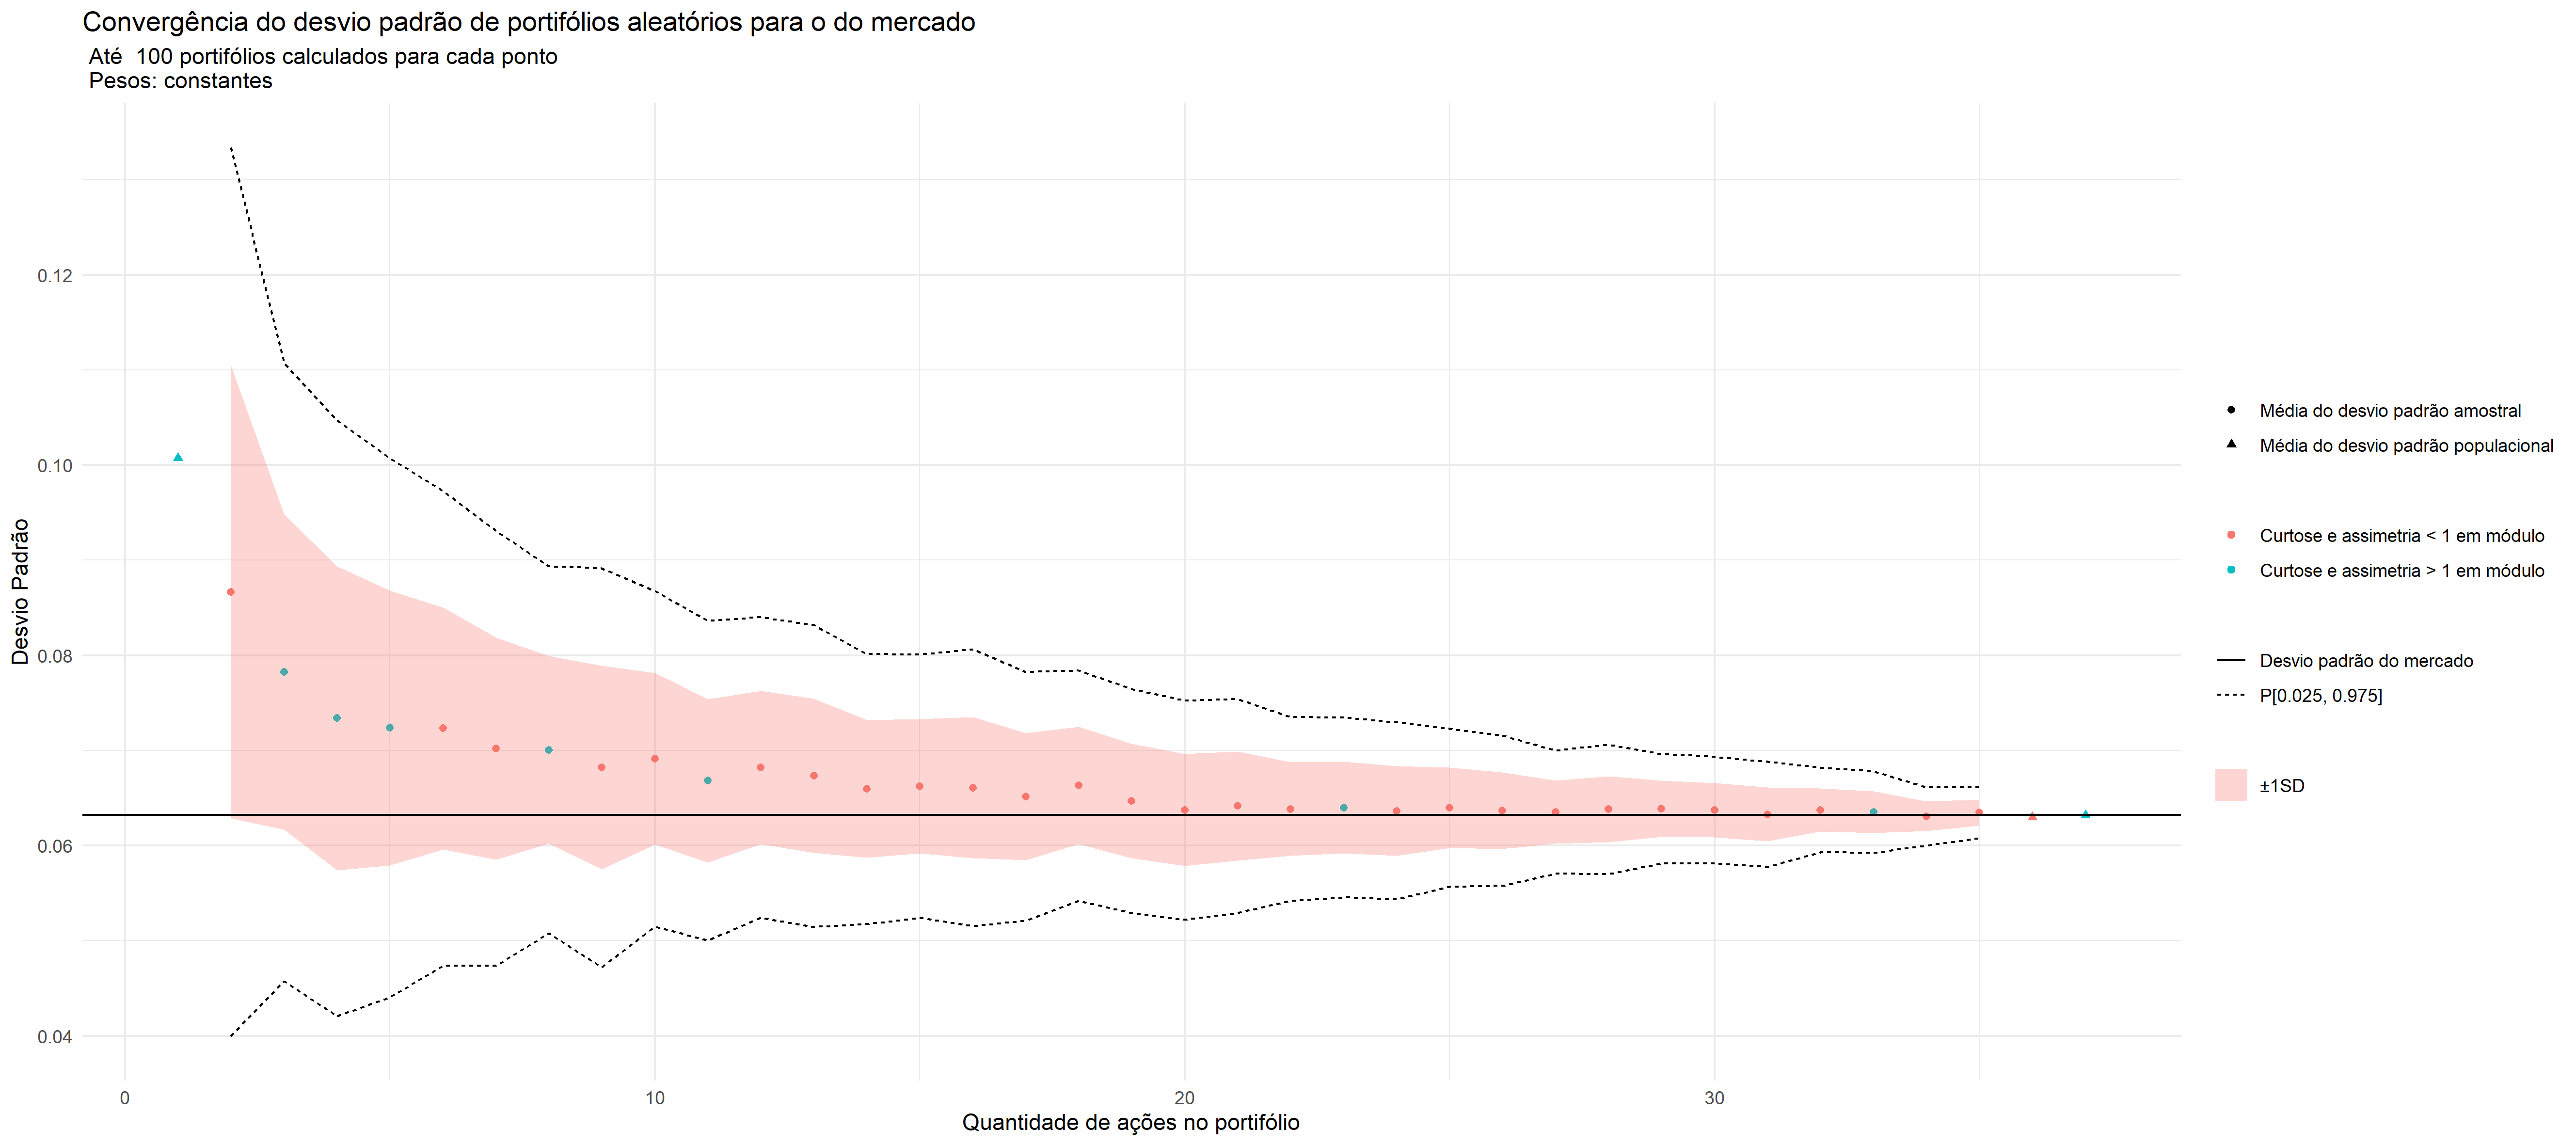 Convergência do desvio padrão de portifólios aleatórios para o do mercado
Até  100 portifólios calculados para cada ponto
Pesos: constantes
Desvio Padrão
0.12
0.10
0.08
0.06
0.04
0
10
20
30
Quantidade de ações no portifólio
Média do desvio padrão amostral
Média do desvio padrão populacional
Curtose e assimetria < 1 em módulo
Curtose e assimetria > 1 em módulo
Desvio padrão do mercado
P[0.025, 0.975]
±1SD